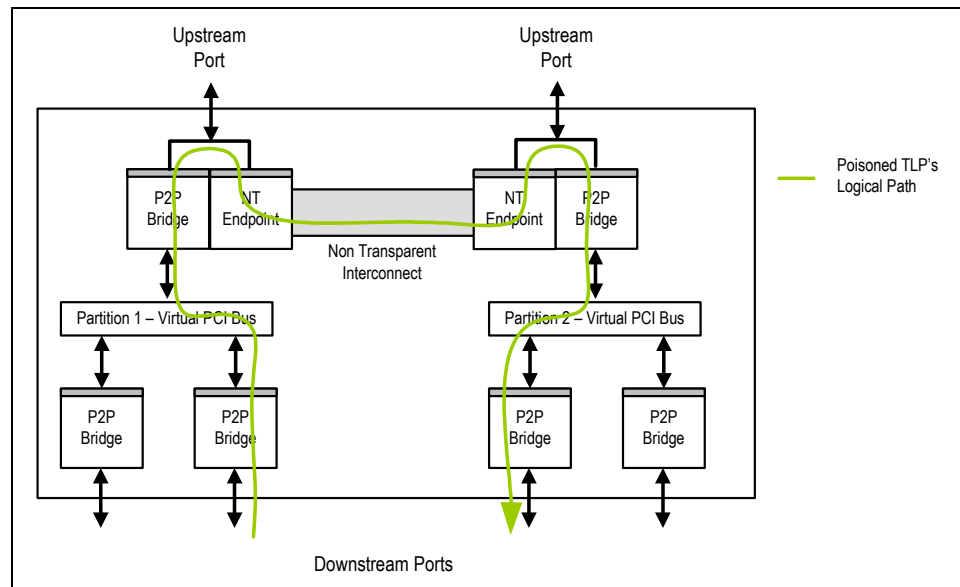 Upstream
Port
Upstream
Port
P2P
Bridge
NT
Endpoint
NT
Endpoint
P2P
Bridge
Poisoned TLP's
Logical Path
Non Transparent
Interconnect
Partition 1 – Virtual PCI Bus
Partition 2 – Virtual PCI Bus
P2P
Bridge
P2P
Bridge
P2P
Bridge
P2P
Bridge
Downstream Ports